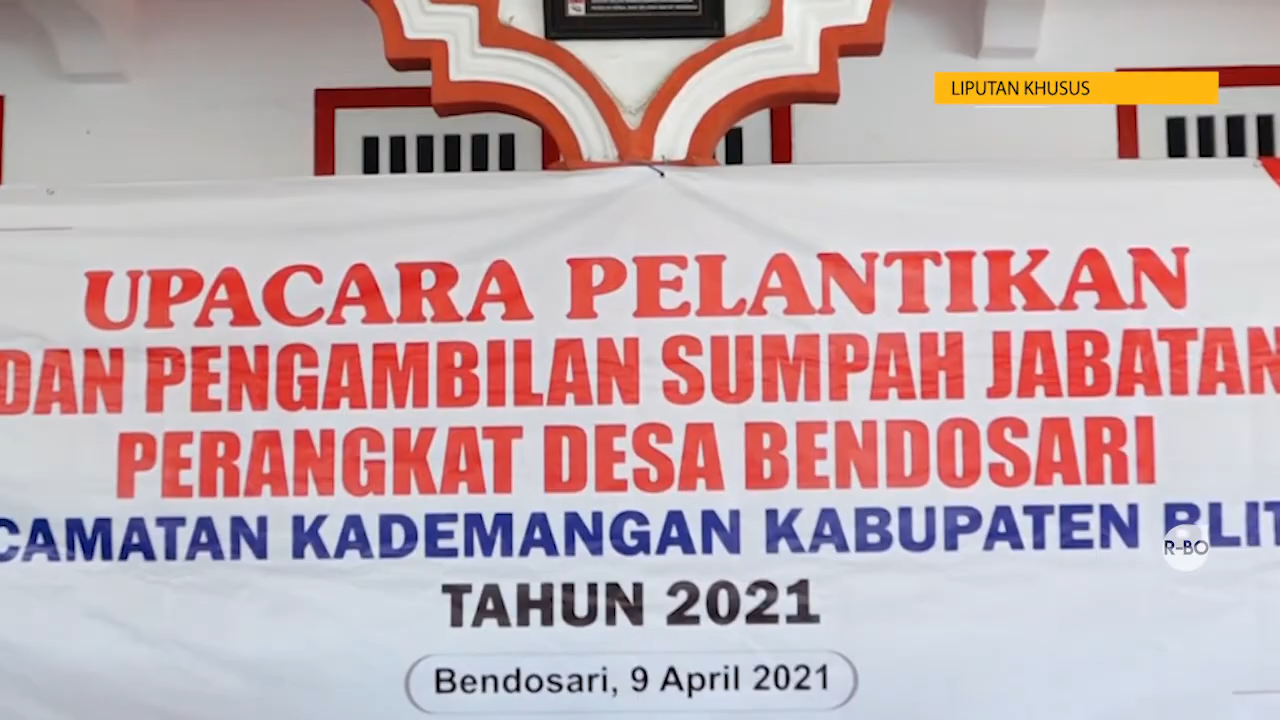 LIPUTAN KHUSUS
UPACARA PELANTIKAN
DAN PENGAMBILAN SUMPAH JABATAN
PERANGKAT DESA BENDOSARI
CAMATAN KADEMANGAN KABUPATEN BLIT
R-BO
TAHUN 2021
Bendosari, 9 April 2021